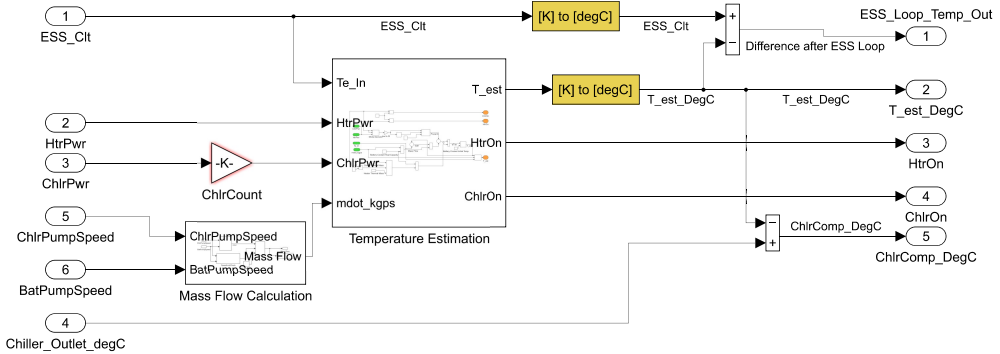 1
ESS_Clt
ESS_Clt
[K] to [degC]
ESS_Clt
+
−
Difference after ESS Loop
ESS_Loop_Temp_Out
1
Te_In
HtrPwr
ChlrPwr
mdot_kgps
T_est
HtrOn
ChlrOn
Temperature Estimation
[K] to [degC]
T_est_DegC
T_est_DegC
2
T_est_DegC
2
HtrPwr
3
ChlrPwr
-K-
ChlrCount
3
HtrOn
4
ChlrOn
5
ChlrPumpSpeed
6
BatPumpSpeed
ChlrPumpSpeed
Mass Flow
BatPumpSpeed
Mass Flow Calculation
−
+
ChlrComp_DegC
5
ChlrComp_DegC
4
Chiller_Outlet_degC